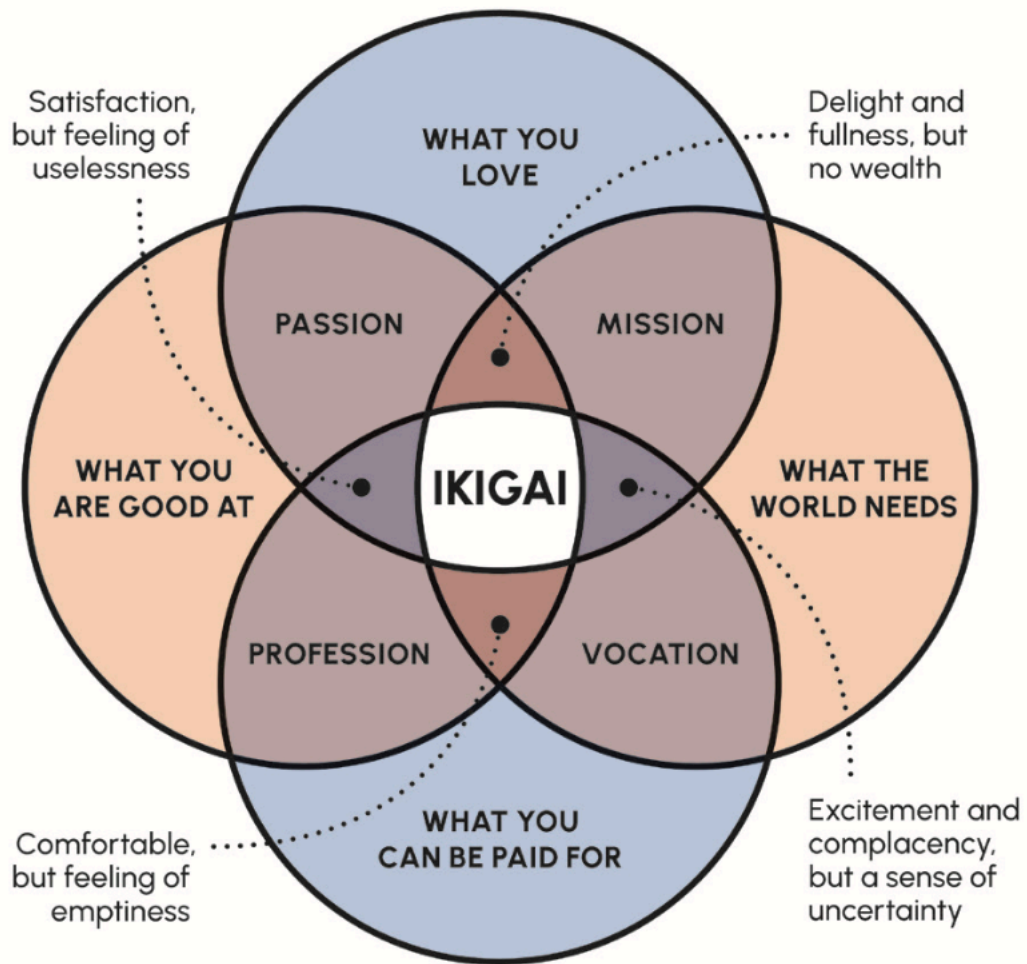 Satisfaction,
but feeling of
uselessness
WHAT YOU
LOVE
Delight and
fullness, but
no wealth
PASSION
MISSION
WHAT YOU
ARE GOOD AT
IKIGAI
WHAT THE
WORLD NEEDS
PROFESSION
VOCATION
Comfortable,
but feeling of
emptiness
WHAT YOU
CAN BE PAID FOR
Excitement and
complacency,
but a sense of
uncertainty